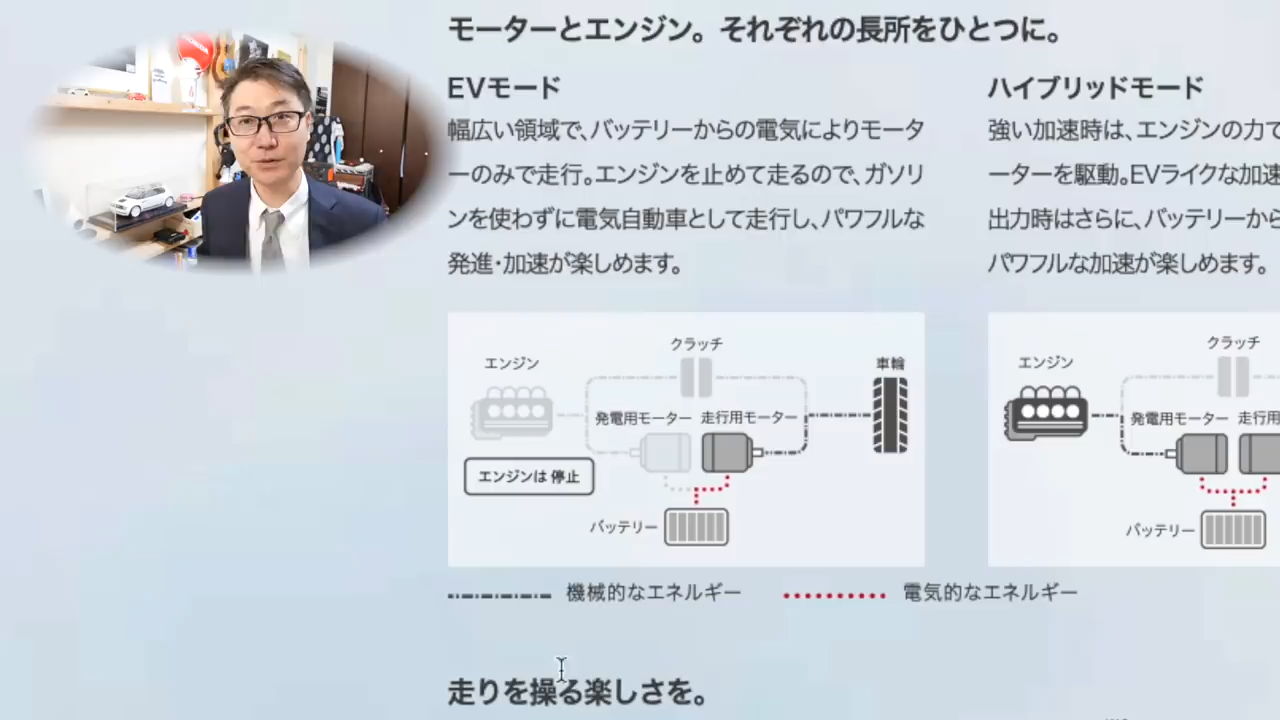 モーターとエンジン。それぞれの長所をひとつに。
EVモード
幅広い領域で、バッテリーからの電気によりモータ
ーのみで走行。エンジンを止めて走るので、ガソリ
ンを使わずに電気自動車として走行し、パワフルな
発進・加速が楽しめます。
クラッチ
エンジン
車輪
発電用モーター 走行用モーター
エンジンは 停止
バッテリー
ハイブリッドモード
強い加速時は、エンジンの力で
ーターを駆動。EVライクな加速
出力時はさらに、バッテリーから
パワフルな加速が楽しめます。
クラッチ
エンジン
発電用モーター 走行用
バッテリー
機械的なエネルギー 電気的なエネルギー
走りを操る楽しさを。
HONDA